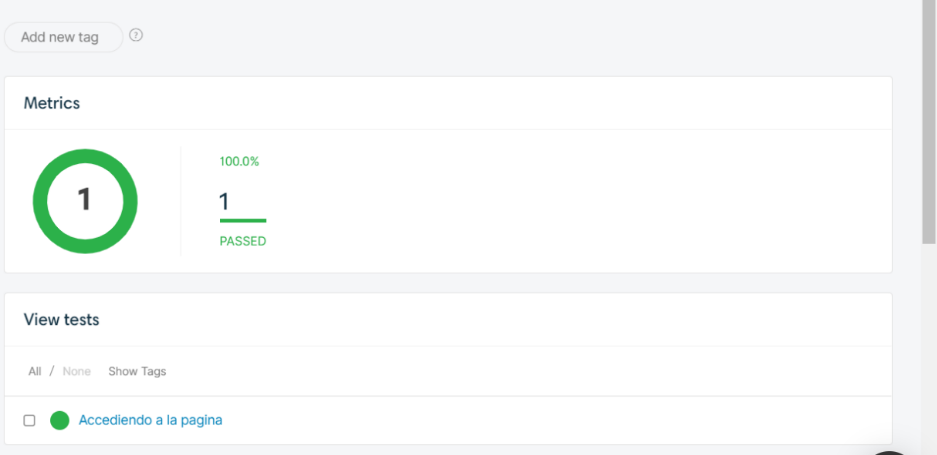 Add new tag ?
Metrics
1
100.0%
1
PASSED
View tests
All / None Show Tags
Accediendo a la pagina